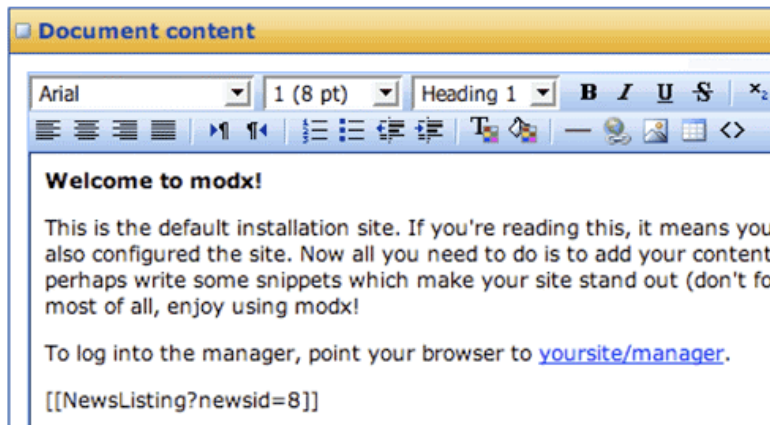 Document content
Arial 1 (8 pt) Heading 1 B I U S x₂
Welcome to modx!
This is the default installation site. If you're reading this, it means you
also configured the site. Now all you need to do is to add your content
perhaps write some snippets which make your site stand out (don't fo
most of all, enjoy using modx!
To log into the manager, point your browser to yoursite/manager.
[[NewsListing?newsid=8]]